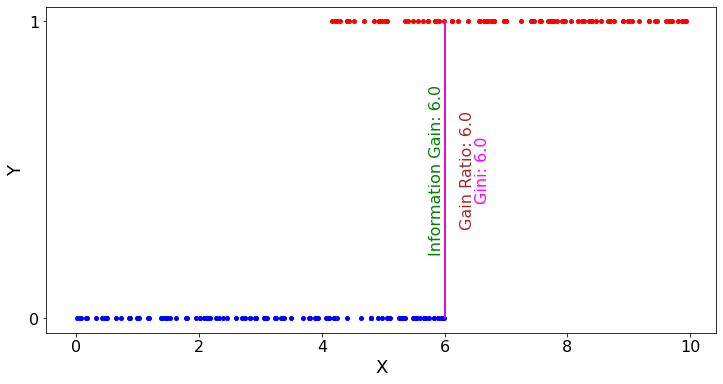 1
Y
Information Gain: 6.0
Gain Ratio: 6.0
Gini: 6.0
0
0 2 4 6 8 10
X